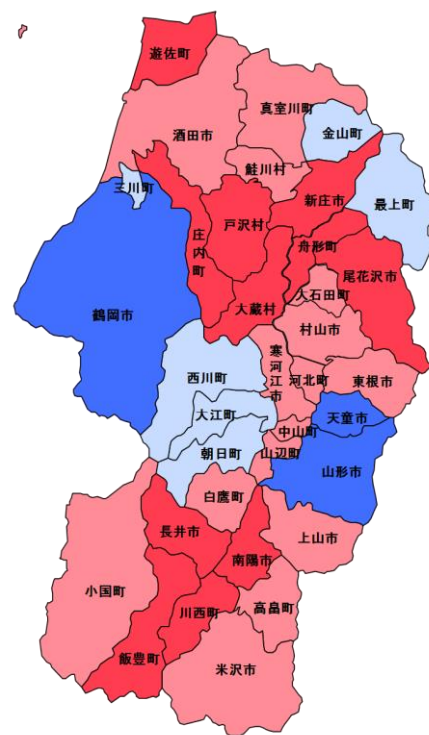 遊佐町
真室川町
酒田市
金山町
鮭川村
三川町
新庄市
最上町
戸沢村
庄内町
舟形町
尾花沢市
大蔵村
大石田町
鶴岡市
村山市
寒河江市
西川町
河北町
東根市
大江町
天童市
中山町
朝日町
山辺町
山形市
白鷹町
長井市
上山市
南陽市
小国町
川西町
高畠町
飯豊町
米沢市